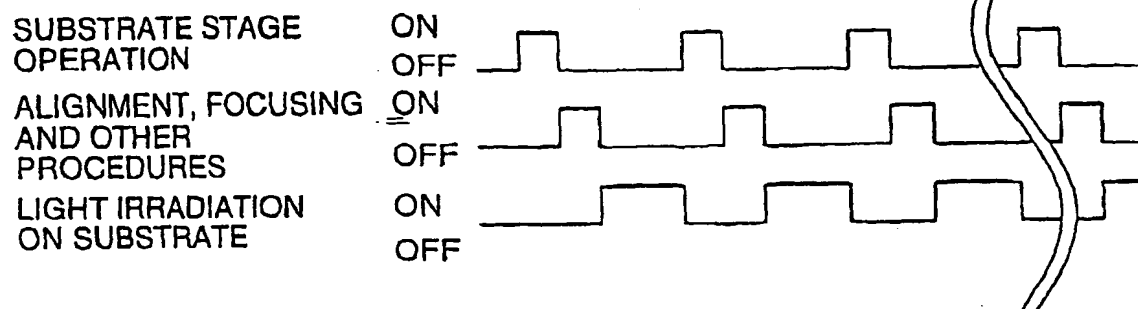 SUBSTRATE STAGE ON
OPERATION OFF
ALIGNMENT, FOCUSING ON
AND OTHER
PROCEDURES OFF
LIGHT IRRADIATION ON
ON SUBSTRATE OFF